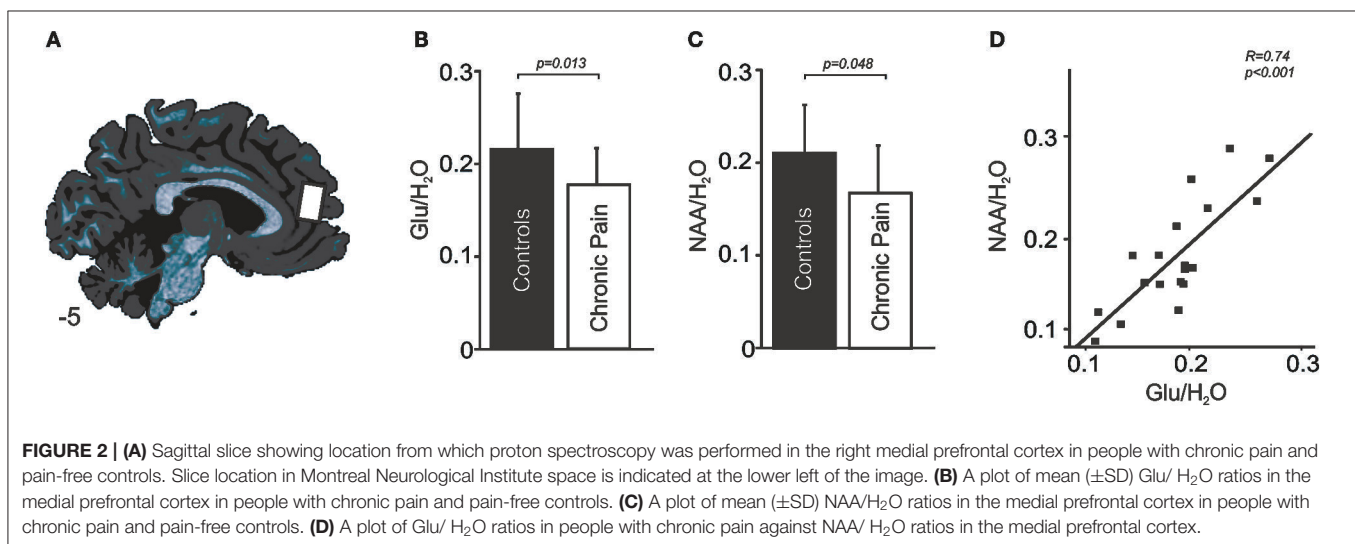 A
-5
B
0.3
0.2
0.1
0
Glu/H₂O
p=0.013
Controls
Chronic Pain
C
0.3
0.2
0.1
0
NAA/H₂O
p=0.048
Controls
Chronic Pain
D
R=0.74
p<0.001
0.3
0.2
0.1
NAA/H₂O
0.1 0.2 0.3
Glu/H₂O
FIGURE 2 | (A) Sagittal slice showing location from which proton spectroscopy was performed in the right medial prefrontal cortex in people with chronic pain and
pain-free controls. Slice location in Montreal Neurological Institute space is indicated at the lower left of the image. (B) A plot of mean (±SD) Glu/ H₂O ratios in the
medial prefrontal cortex in people with chronic pain and pain-free controls. (C) A plot of mean (±SD) NAA/H₂O ratios in the medial prefrontal cortex in people with
chronic pain and pain-free controls. (D) A plot of Glu/ H₂O ratios in people with chronic pain against NAA/ H₂O ratios in the medial prefrontal cortex.